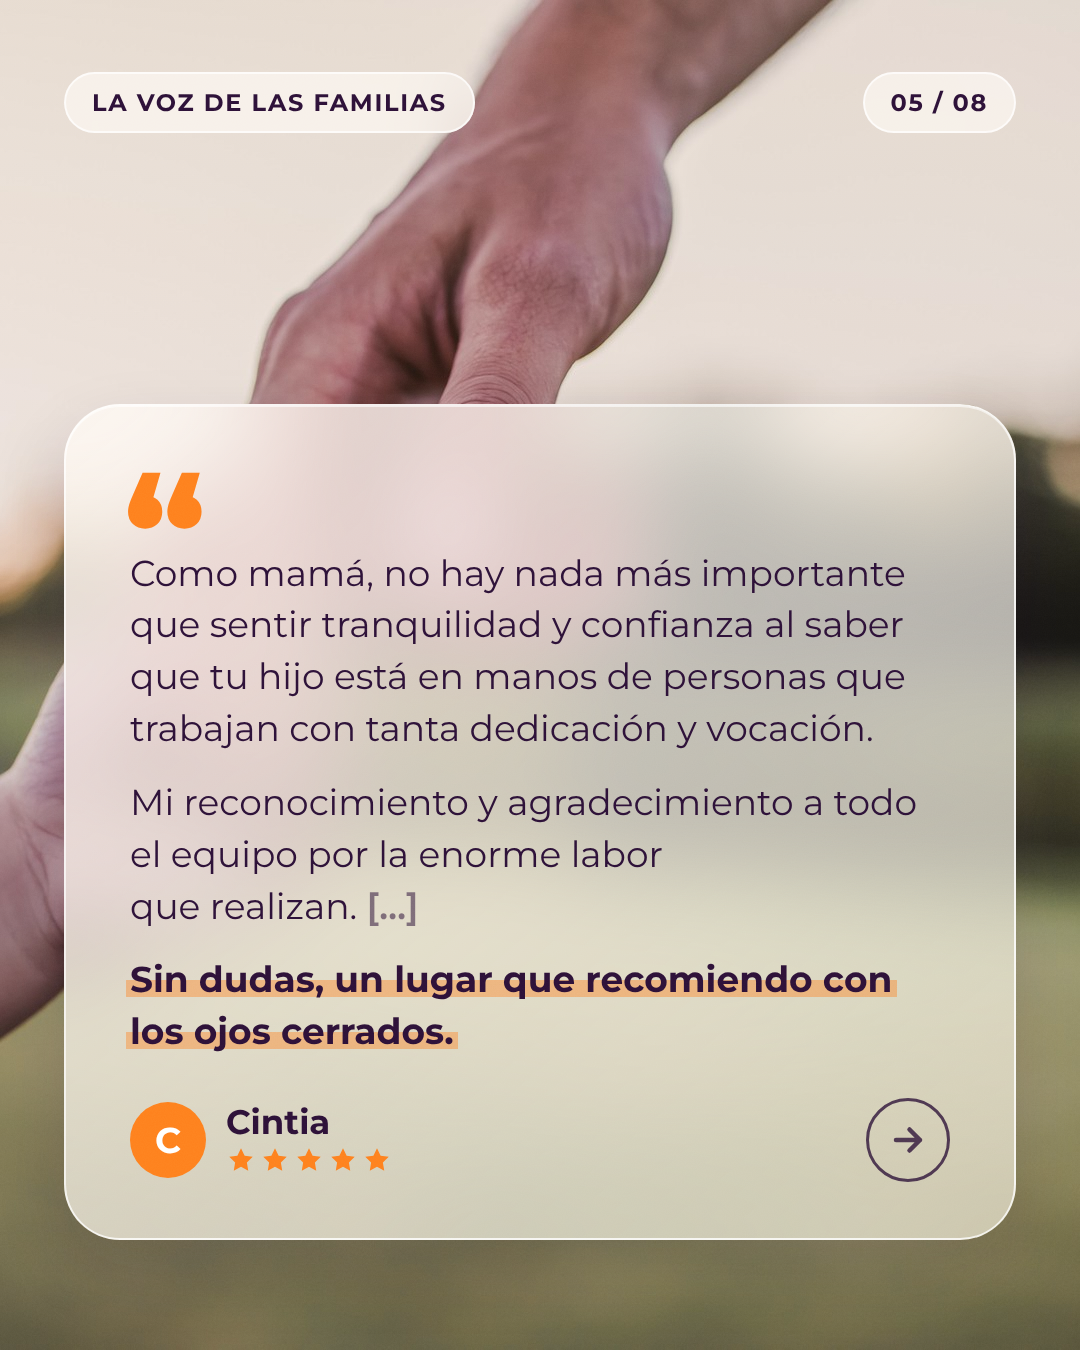 LA VOZ DE LAS FAMILIAS
05 / 08
“
Como mamá, no hay nada más importante
que sentir tranquilidad y confianza al saber
que tu hijo está en manos de personas que
trabajan con tanta dedicación y vocación.
Mi reconocimiento y agradecimiento a todo
el equipo por la enorme labor
que realizan. [...]
Sin dudas, un lugar que recomiendo con
los ojos cerrados.
C
Cintia